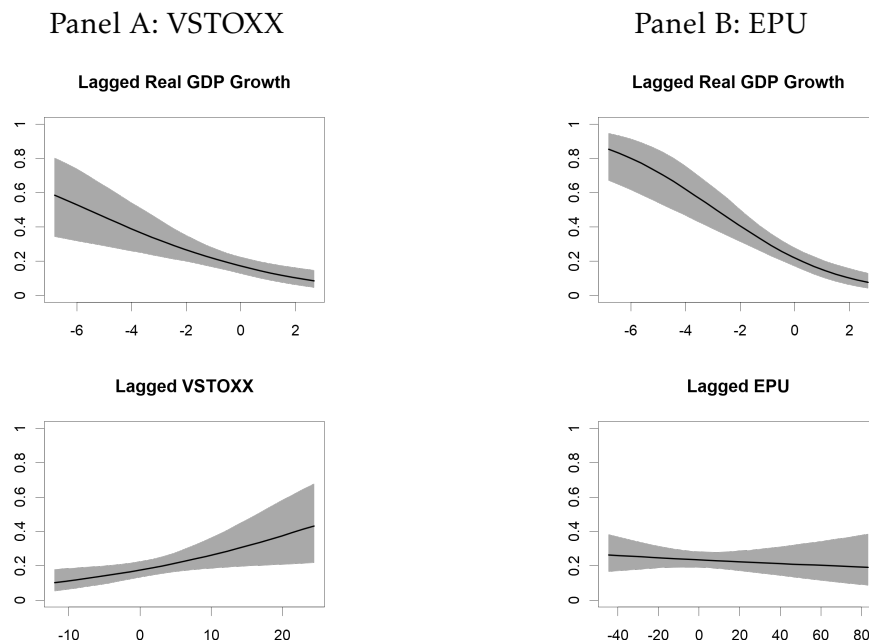 Panel A: VSTOXX
Panel B: EPU
Lagged Real GDP Growth
Lagged Real GDP Growth
1
0.8
0.6
0.4
0.2
0
-6 -4 -2 0 2
1
0.8
0.6
0.4
0.2
0
-6 -4 -2 0 2
Lagged VSTOXX
Lagged EPU
1
0.8
0.6
0.4
0.2
0
-10 0 10 20
1
0.8
0.6
0.4
0.2
0
-40 -20 0 20 40 60 80